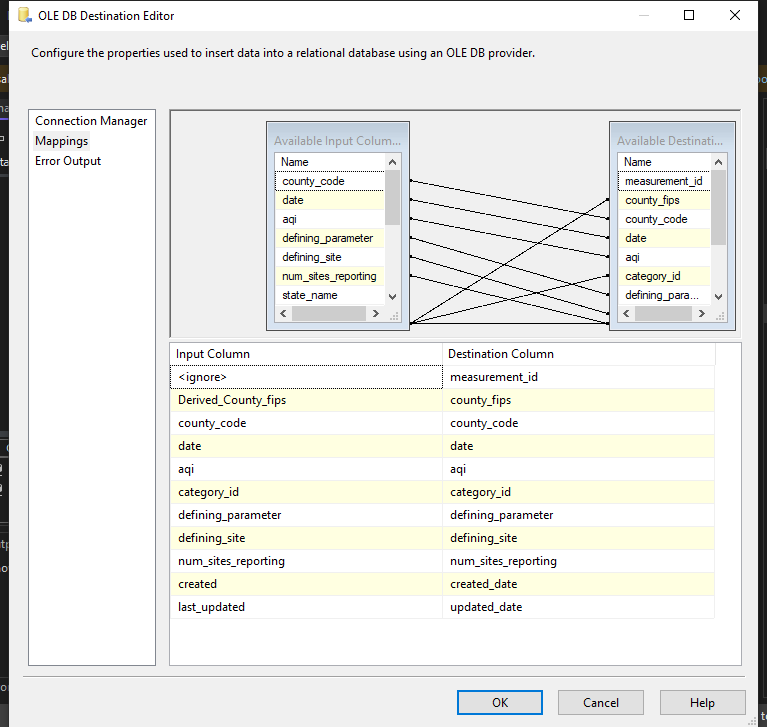 OLE DB Destination Editor
Configure the properties used to insert data into a relational database using an OLE DB provider.
Connection Manager
Mappings
Error Output
Available Input Colum...
Name
county_code
date
aqi
defining_parameter
defining_site
num_sites_reporting
state_name
Available Destinati...
Name
measurement_id
county_fips
county_code
date
aqi
category_id
defining_para...
Input Column Destination Column
<ignore> measurement_id
Derived_County_fips county_fips
county_code county_code
date date
aqi aqi
category_id category_id
defining_parameter defining_parameter
defining_site defining_site
num_sites_reporting num_sites_reporting
created created_date
last_updated updated_date
OK Cancel Help